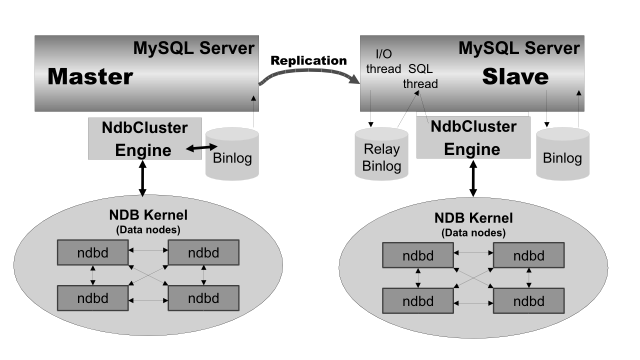 MySQL Server
Master
NdbCluster
Engine
Binlog
NDB Kernel
(Data nodes)
ndbd
ndbd
ndbd
ndbd
Replication
MySQL Server
I/O
thread
SQL
thread
Slave
Relay
Binlog
NdbCluster
Engine
Binlog
NDB Kernel
(Data nodes)
ndbd
ndbd
ndbd
ndbd